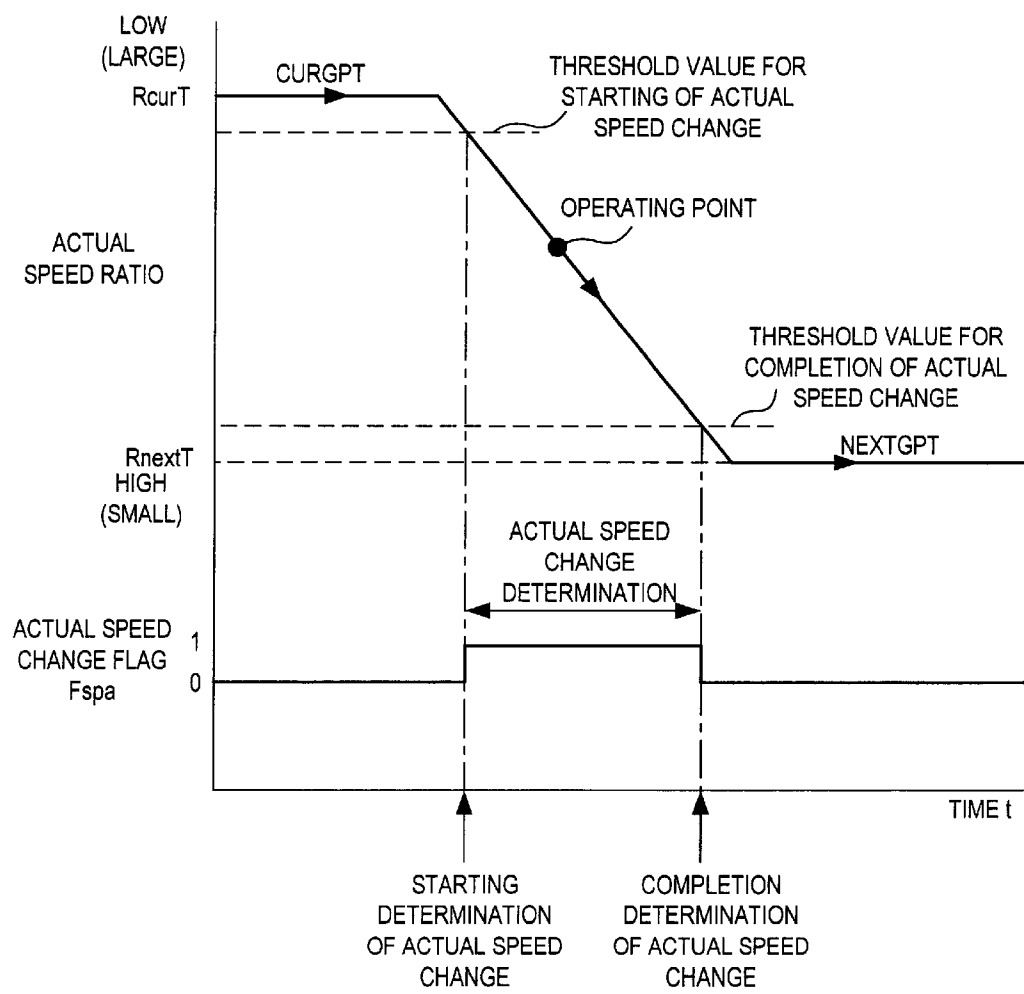 LOW
(LARGE)
RcurT
CURGPT
THRESHOLD VALUE FOR
STARTING OF ACTUAL
SPEED CHANGE
OPERATING POINT
ACTUAL
SPEED RATIO
THRESHOLD VALUE FOR
COMPLETION OF ACTUAL
SPEED CHANGE
RnextT
HIGH
(SMALL)
NEXTGPT
ACTUAL SPEED
CHANGE
DETERMINATION
ACTUAL SPEED
CHANGE FLAG
Fspa
1
0
TIME t
STARTING
DETERMINATION
OF ACTUAL SPEED
CHANGE
COMPLETION
DETERMINATION
OF ACTUAL SPEED
CHANGE